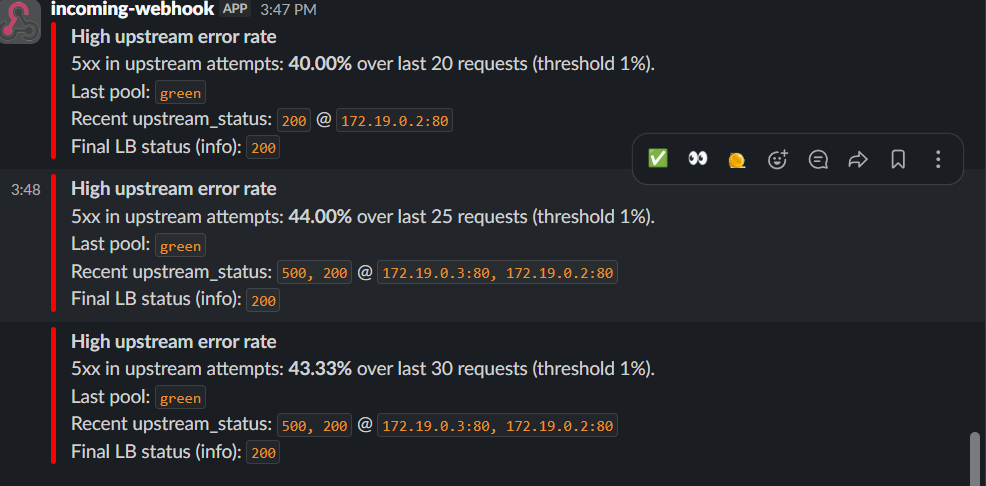 incoming-webhook APP 3:47 PM
High upstream error rate
5xx in upstream attempts: 40.00% over last 20 requests (threshold 1%).
Last pool: green
Recent upstream_status: 200 @ 172.19.0.2:80
Final LB status (info): 200
3:48 High upstream error rate
5xx in upstream attempts: 44.00% over last 25 requests (threshold 1%).
Last pool: green
Recent upstream_status: 500, 200 @ 172.19.0.3:80, 172.19.0.2:80
Final LB status (info): 200
High upstream error rate
5xx in upstream attempts: 43.33% over last 30 requests (threshold 1%).
Last pool: green
Recent upstream_status: 500, 200 @ 172.19.0.3:80, 172.19.0.2:80
Final LB status (info): 200